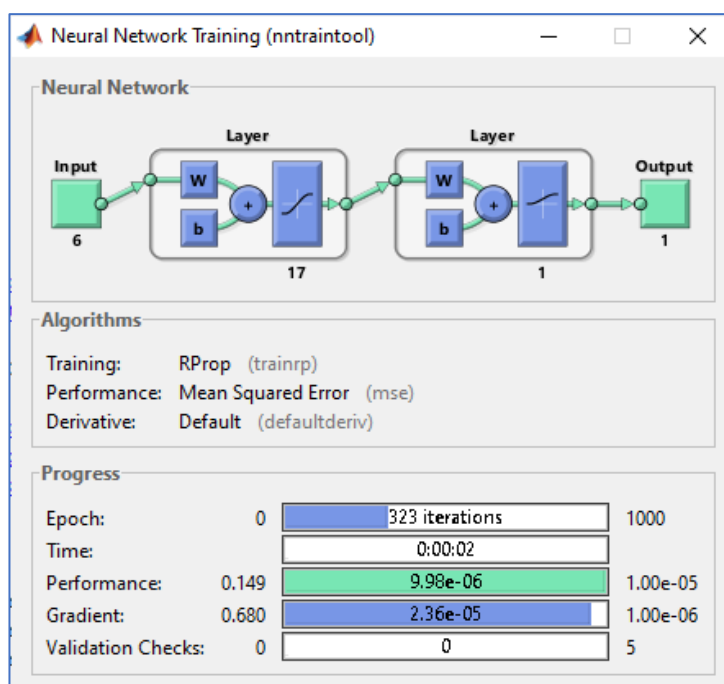 Neural Network Training (nntraintool)
Neural Network
Layer Layer
Input W + W + Output
b b
6 17 1 1
Algorithms
Training: RProp (trainrp)
Performance: Mean Squared Error (mse)
Derivative: Default (defaultderiv)
Progress
Epoch: 0 323 iterations 1000
Time: 0:00:02
Performance: 0.149 9.98e-06 1.00e-05
Gradient: 0.680 2.36e-05 1.00e-06
Validation Checks: 0 0 5